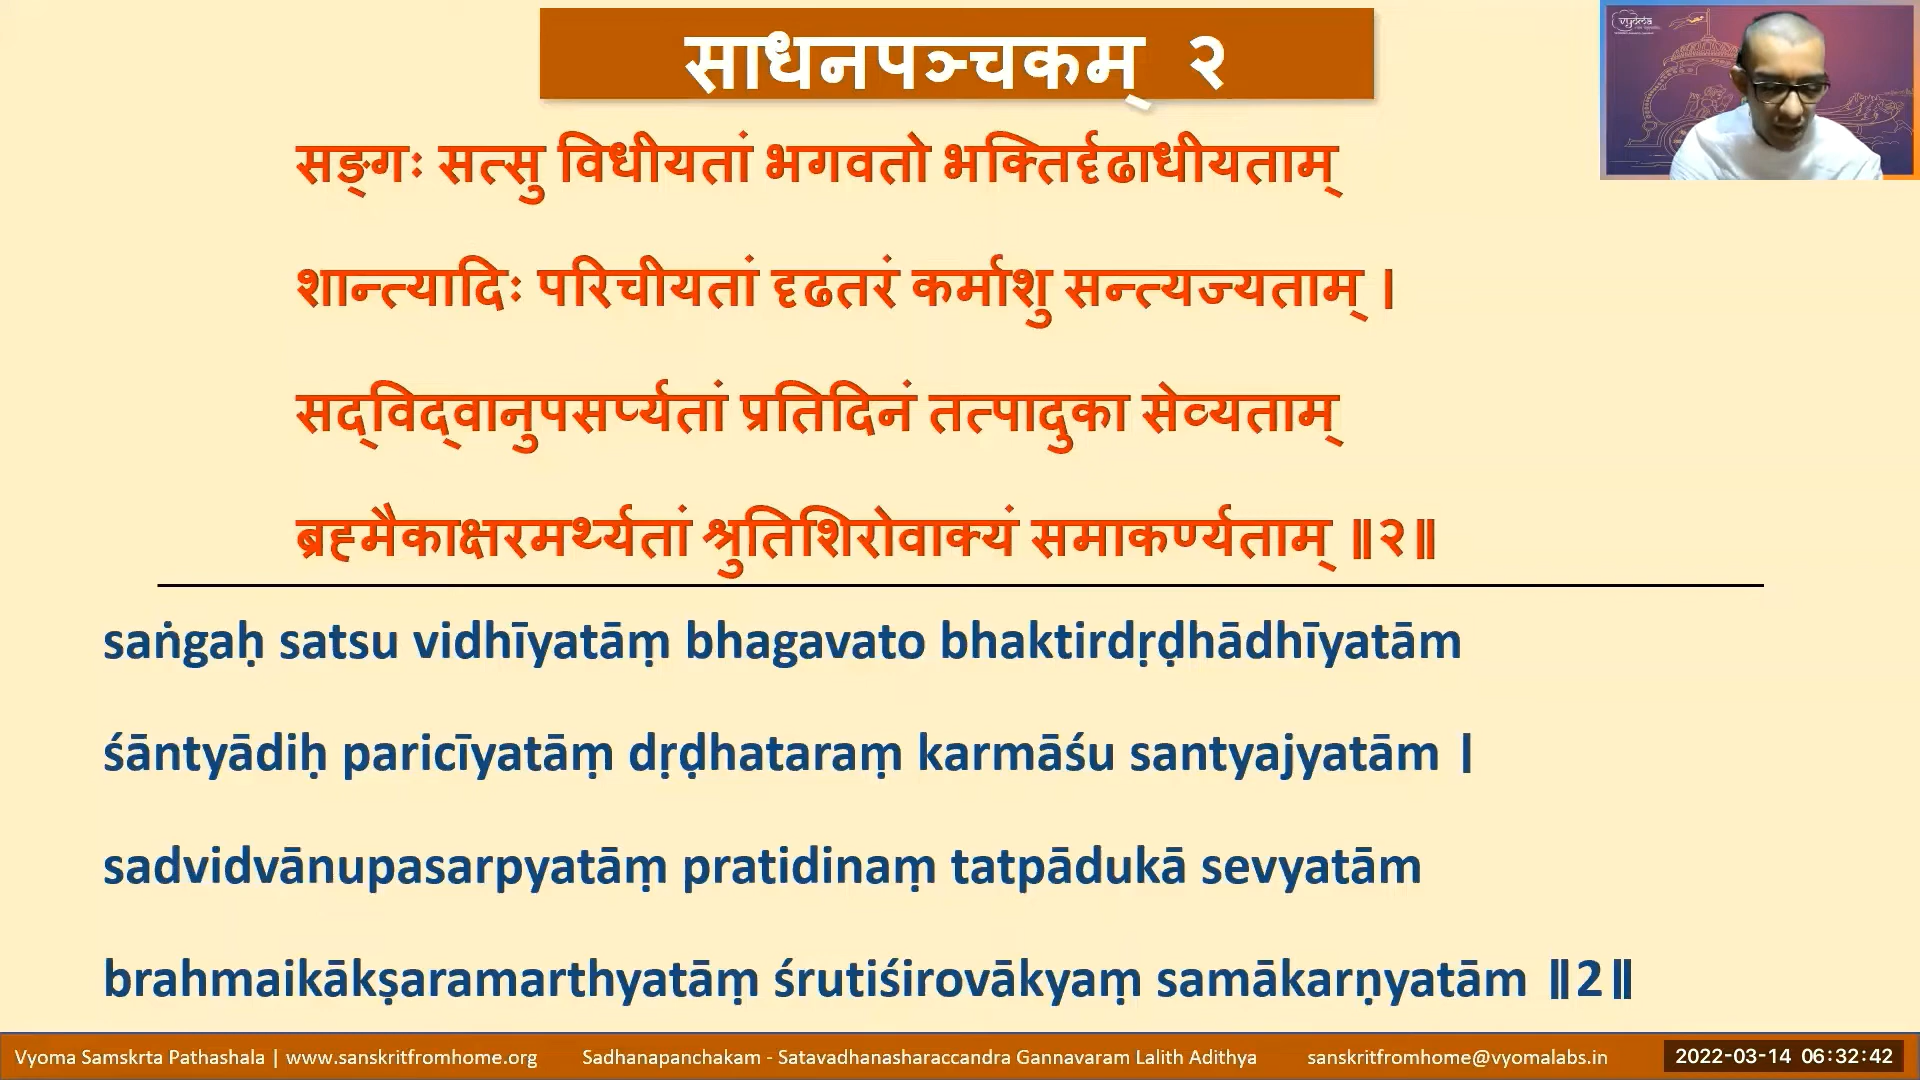 साधनपञ्चकम् २
vyoma
सङ्गः सत्सु विधीयतां भगवतो भक्तिर्दृढाधीयताम्
शान्त्यादिः परिचीयतां दृढतरं कर्माशु सन्त्यज्यताम् ।
सद्विद्वानुपसर्प्यतां प्रतिदिनं तत्पादुका सेव्यताम्
ब्रह्मैकाक्षरमर्थ्यतां श्रुतिशिरोवाक्यं समाकर्ण्यताम् ॥२॥
saṅgaḥ satsu vidhīyatāṃ bhagavato bhaktirdṛḍhādhīyatām
śāntyādiḥ paricīyatāṃ dṛḍhataraṃ karmāśu santyajyatām ।
sadvidvānupasarpyatāṃ pratidinaṃ tatpādukā sevyatām
brahmaikākṣaramarthyatāṃ śrutiśirovākyaṃ samākarṇyatām ॥2॥
Vyoma Samskrta Pathashala | www.sanskritfromhome.org Sadhanapanchakam - Satavadhanasharaccandra Gannavaram Lalith Adithya sanskritfromhome@vyomalabs.in 2022-03-14 06:32:42